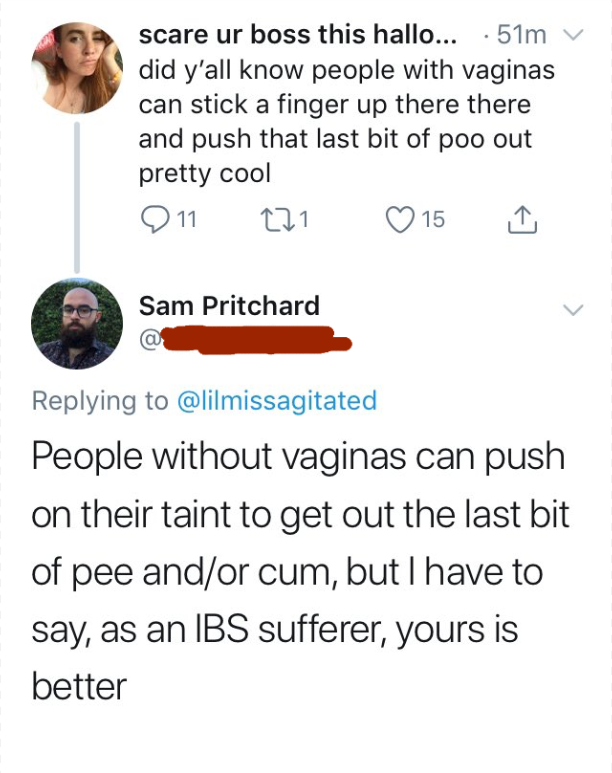 scare ur boss this hallo... · 51m
did y'all know people with vaginas
can stick a finger up there there
and push that last bit of poo out
pretty cool
11 1 15
Sam Pritchard
@
Replying to @lilmissagitated
People without vaginas can push
on their taint to get out the last bit
of pee and/or cum, but I have to
say, as an IBS sufferer, yours is
better